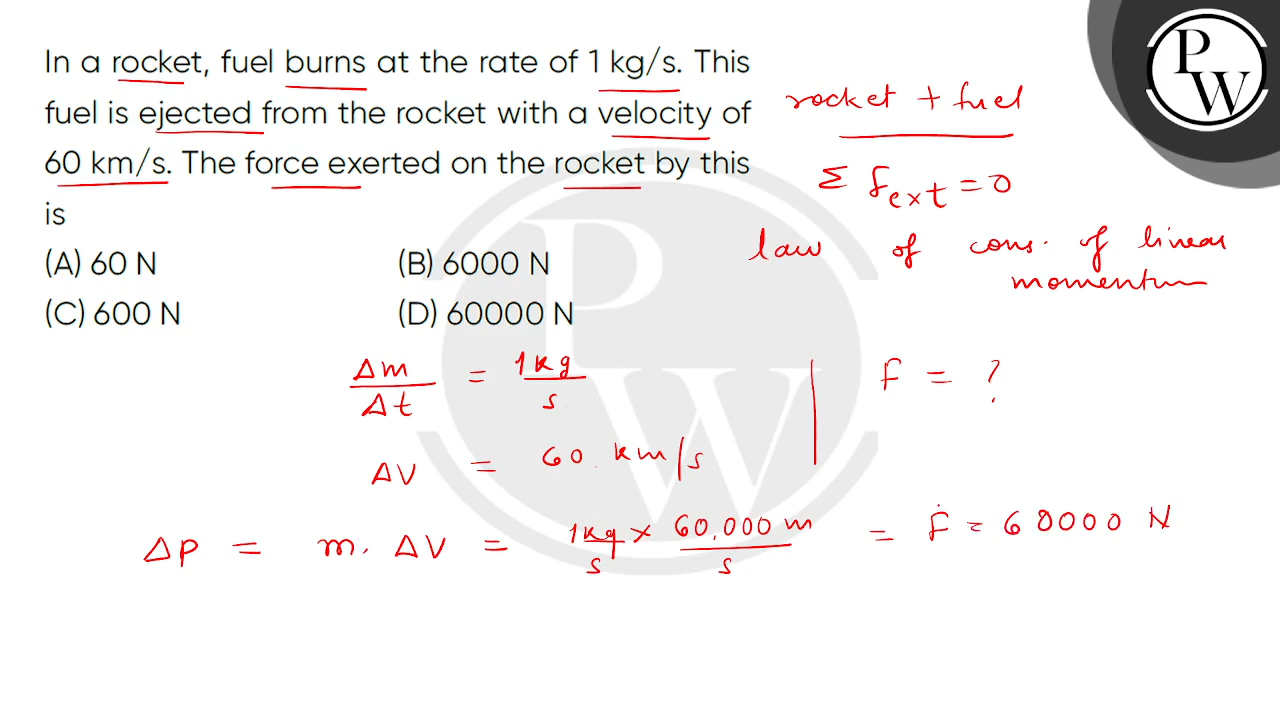 In a rocket, fuel burns at the rate of 1 kg/s. This
fuel is ejected from the rocket with a velocity of
60 km/s. The force exerted on the rocket by this
is
(A) 60 N (B) 6000 N
(C) 600 N (D) 60000 N
rocket + fuel
Σ Fext = 0
law of cons. of linear
momentum
Δm/Δt = 1kg/s
F = ?
ΔV = 60 km/s
Δp = m. ΔV = 1kg/s × 60,000 m/s = F = 60000 N
PW
PW